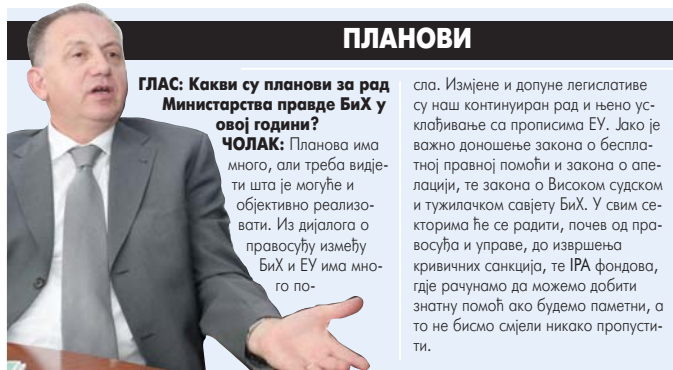 ПЛАНОВИ
ГЛАС: Какви су планови за рад
Министарства правде БиХ у
овој години?
ЧОЛАК: Планова има
много, али треба видје-
ти шта је могуће и
објективно реализо-
вати. Из дијалога о
правосуђу између
БиХ и ЕУ има мно-
го по-
сла. Измјене и допуне легислативе
су наш континуиран рад и њено ус-
клађивање са прописима ЕУ. Јако је
важно доношење закона о беспла-
тној правној помоћи и закона о апе-
лацији, те закона о Високом судском
и тужилачком савјету БиХ. У свим се-
кторима ће се радити, почев од пра-
восуђа и управе, до извршења
кривичних санкција, те IPA фондова,
гдје рачунамо да можемо добити
знатну помоћ ако будемо паметни, а
то не бисмо смјели никако пропусти-
ти.